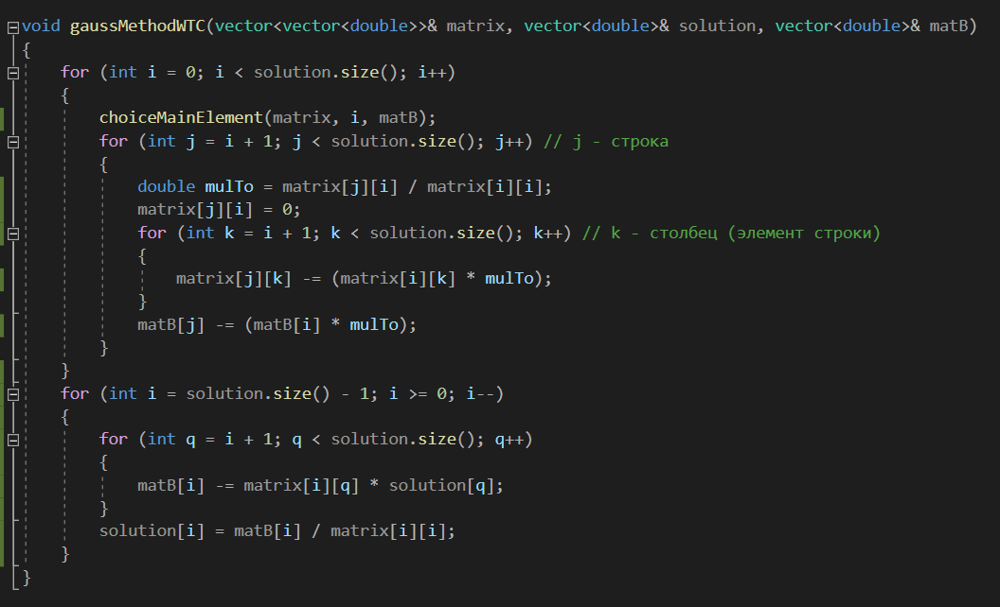 void gaussMethodWTC(vector<vector<double>>& matrix, vector<double>& solution, vector<double>& matB)
{
    for (int i = 0; i < solution.size(); i++)
    {
        choiceMainElement(matrix, i, matB);
        for (int j = i + 1; j < solution.size(); j++) // j - строка
        {
            double mulTo = matrix[j][i] / matrix[i][i];
            matrix[j][i] = 0;
            for (int k = i + 1; k < solution.size(); k++) // k - столбец (элемент строки)
            {
                matrix[j][k] -= (matrix[i][k] * mulTo);
            }
            matB[j] -= (matB[i] * mulTo);
        }
    }
    for (int i = solution.size() - 1; i >= 0; i--)
    {
        for (int q = i + 1; q < solution.size(); q++)
        {
            matB[i] -= matrix[i][q] * solution[q];
        }
        solution[i] = matB[i] / matrix[i][i];
    }
}